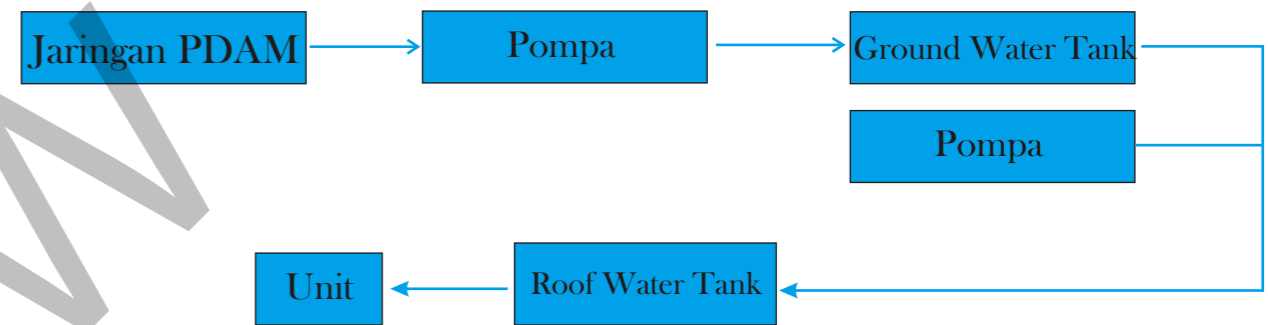 Jaringan PDAM
Pompa
Ground Water Tank
Pompa
Unit
Roof Water Tank